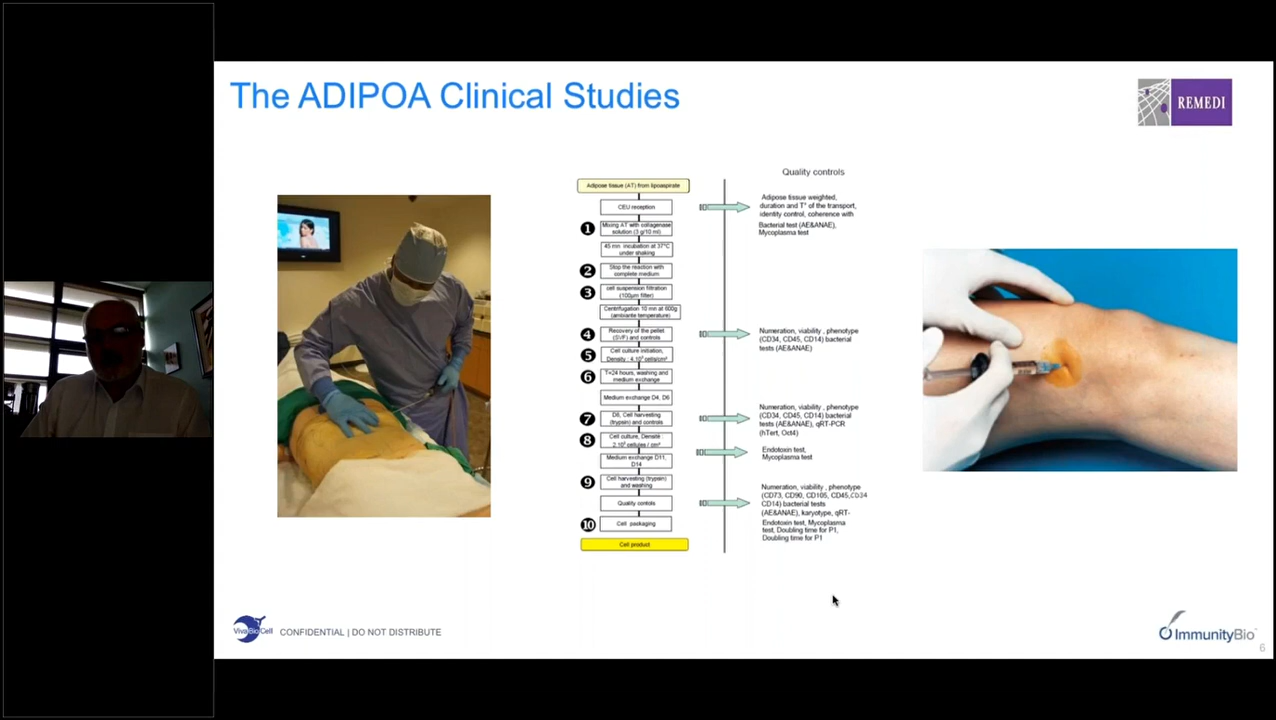 The ADIPOA Clinical Studies
REMEDI
Quality controls
Adipose tissue (AT) from lipoaspirate
CEU reception
1
Mixing AT with collagenase
solution (3 g/10 ml)
45 mn incubation at 37°C
under shaking
2
Stop the reaction with
complete medium
3
cell suspension filtration
(100µm filter)
Centrifugation 10 mn at 600g
(ambiante temperature)
4
Recovery of the pellet
(SVF) and controls
5
Cell culture initiation,
Density : 4.10³ cells/cm²
6
T=24 hours, washing and
medium exchange
Medium exchange D4, D6
7
D8, Cell harvesting
(trypsin) and controls
8
Cell culture, Densité :
2.10³ cellules / cm²
Medium exchange D11,
D14
9
Cell harvesting (trypsin)
and washing
Quality contols
10
Cell packaging
Cell product
Adipose tissue weighted,
duration and T° of the transport,
identity control, coherence with
Bacterial test (AE&ANAE),
Mycoplasma test
Numeration, viability , phenotype
(CD34, CD45, CD14) bacterial
tests (AE&ANAE)
Numeration, viability , phenotype
(CD34, CD45, CD14) bacterial
tests (AE&ANAE), qRT-PCR
(hTert, Oct4)
Endotoxin test,
Mycoplasma test
Numeration, viability , phenotype
(CD73, CD90, CD105, CD45,CD34
CD14) bacterial tests
(AE&ANAE), karyotype, qRT-
Endotoxin test, Mycoplasma
test, Doubling time for P1,
Doubling time for P1
VivaBioCell
CONFIDENTIAL | DO NOT DISTRIBUTE
ImmunityBio
6